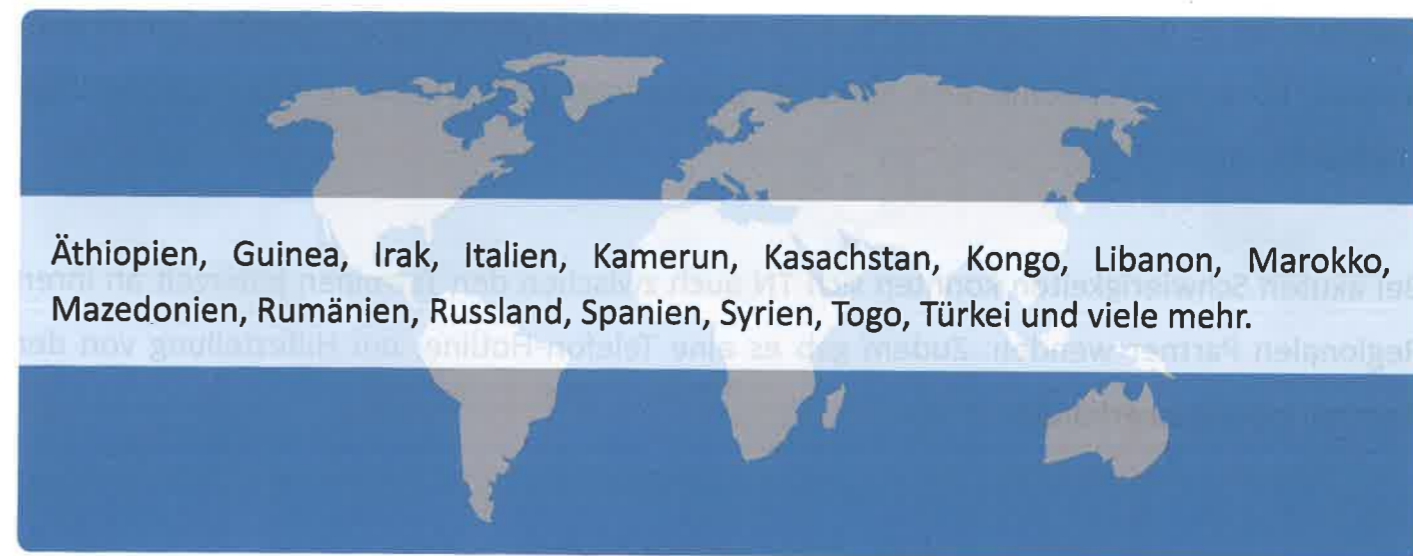 Äthiopien, Guinea, Irak, Italien, Kamerun, Kasachstan, Kongo, Libanon, Marokko,
Mazedonien, Rumänien, Russland, Spanien, Syrien, Togo, Türkei und viele mehr.